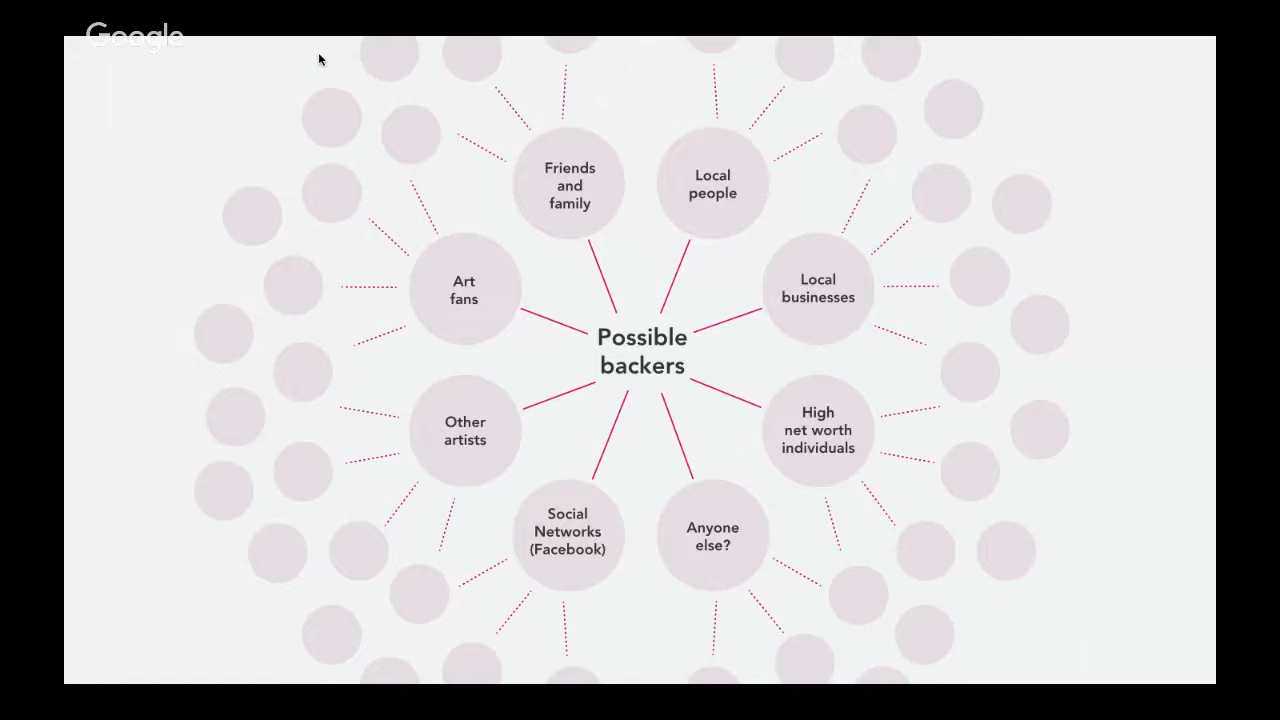 Google
Friends
and
family
Local
people
Art
fans
Local
businesses
Possible
backers
Other
artists
High
net worth
individuals
Social
Networks
(Facebook)
Anyone
else?